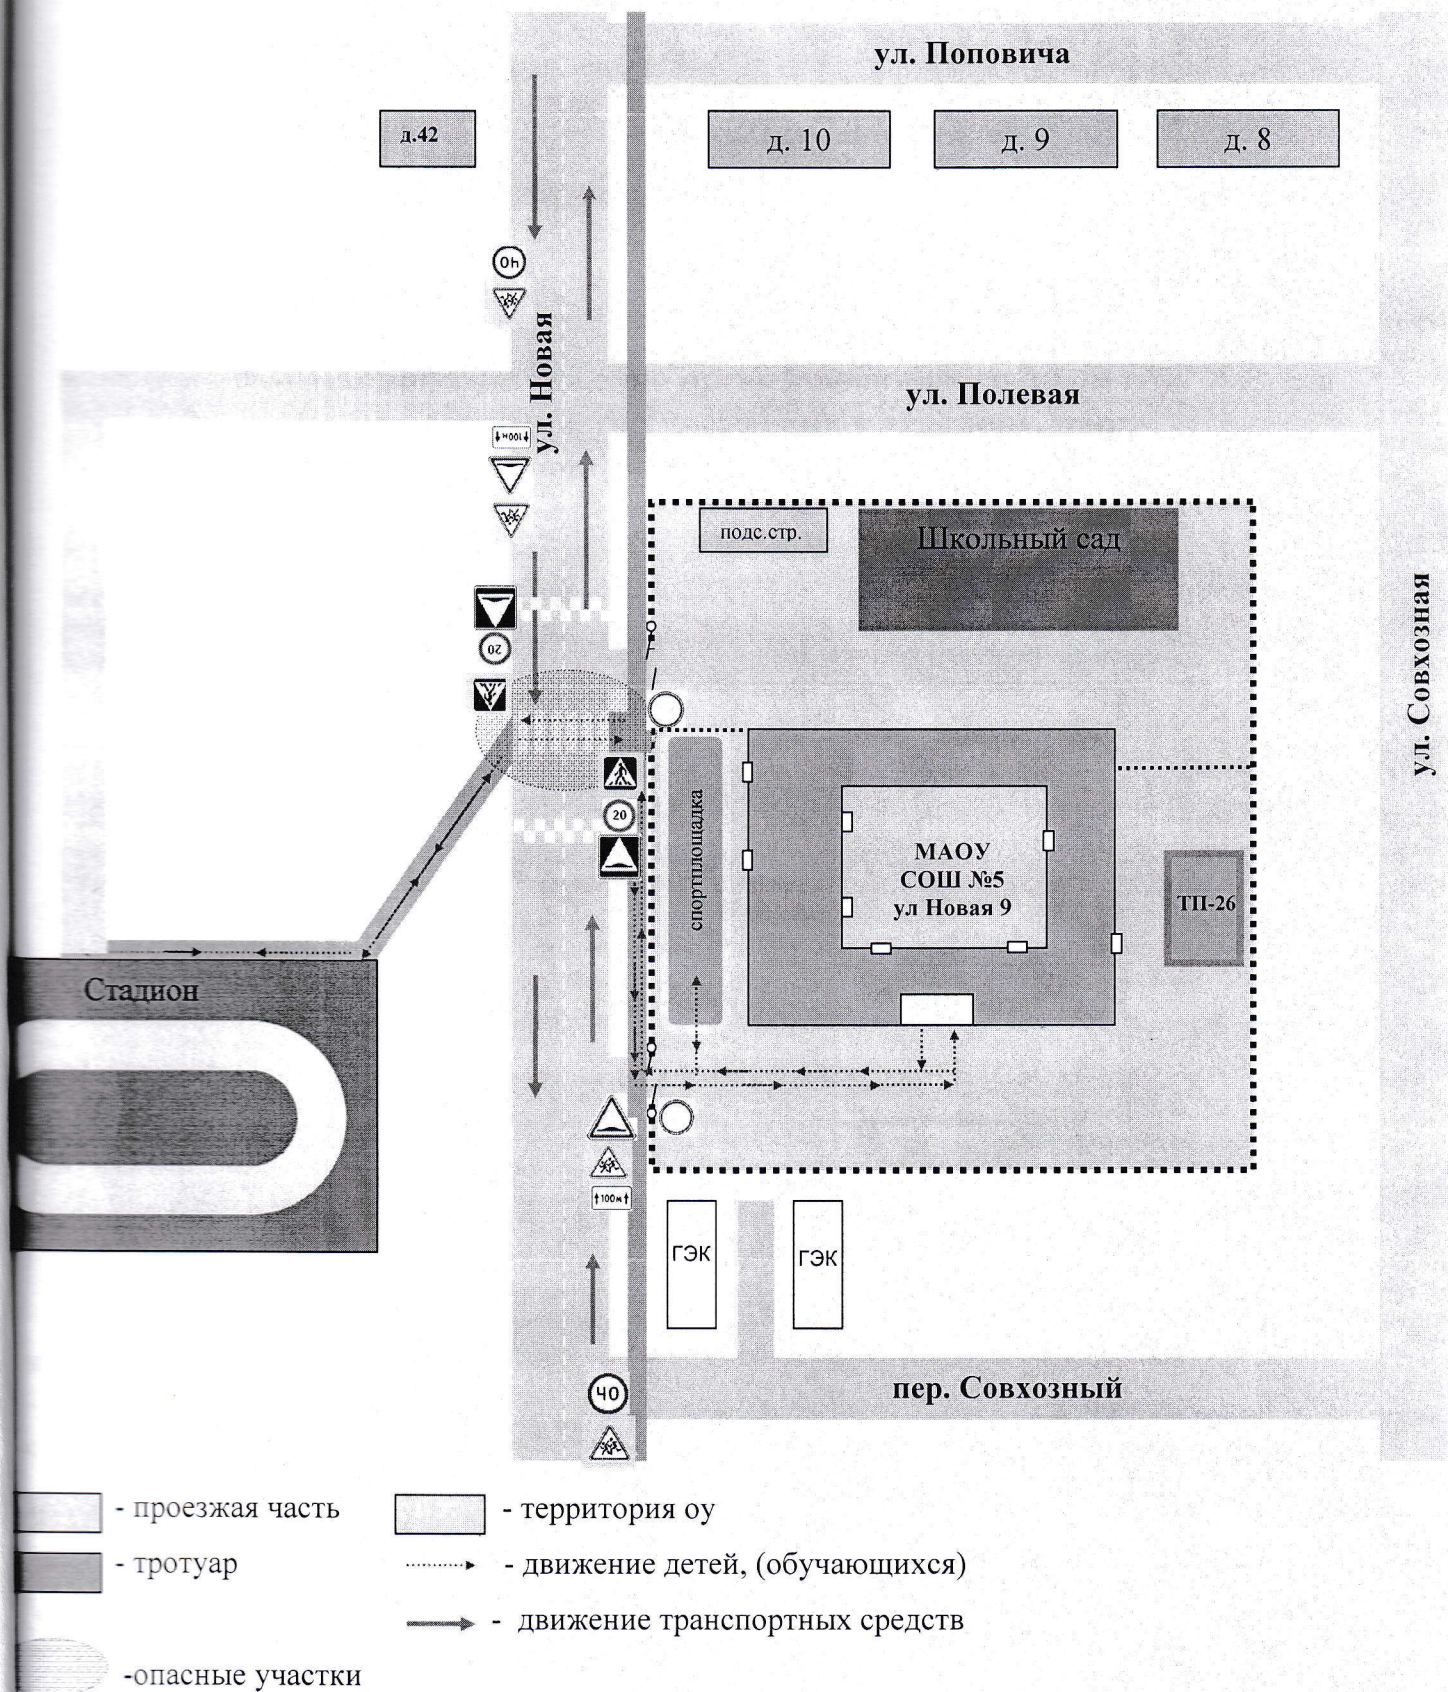 ул. Поповича
д.42
д. 10
д. 9
д. 8
40
ул. Новая
ул. Полевая
100м
подс.стр.
Школьный сад
20
ул. Совхозная
20
спортплощадка
МАОУ
СОШ №5
ул Новая 9
ТП-26
Стадион
100м
ГЭК
ГЭК
40
пер. Совхозный
- проезжая часть
- территория оу
- тротуар
- движение детей, (обучающихся)
- движение транспортных средств
-опасные участки